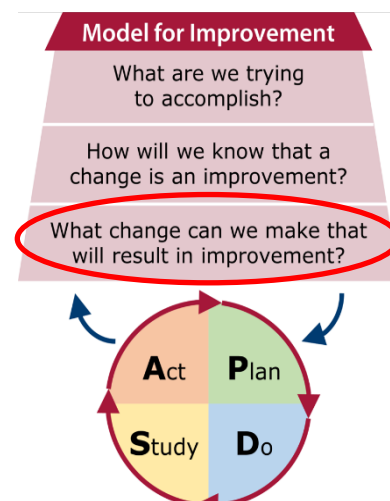 Model for Improvement
What are we trying
to accomplish?
How will we know that a
change is an improvement?
What change can we make that
will result in improvement?
Act Plan
Study Do